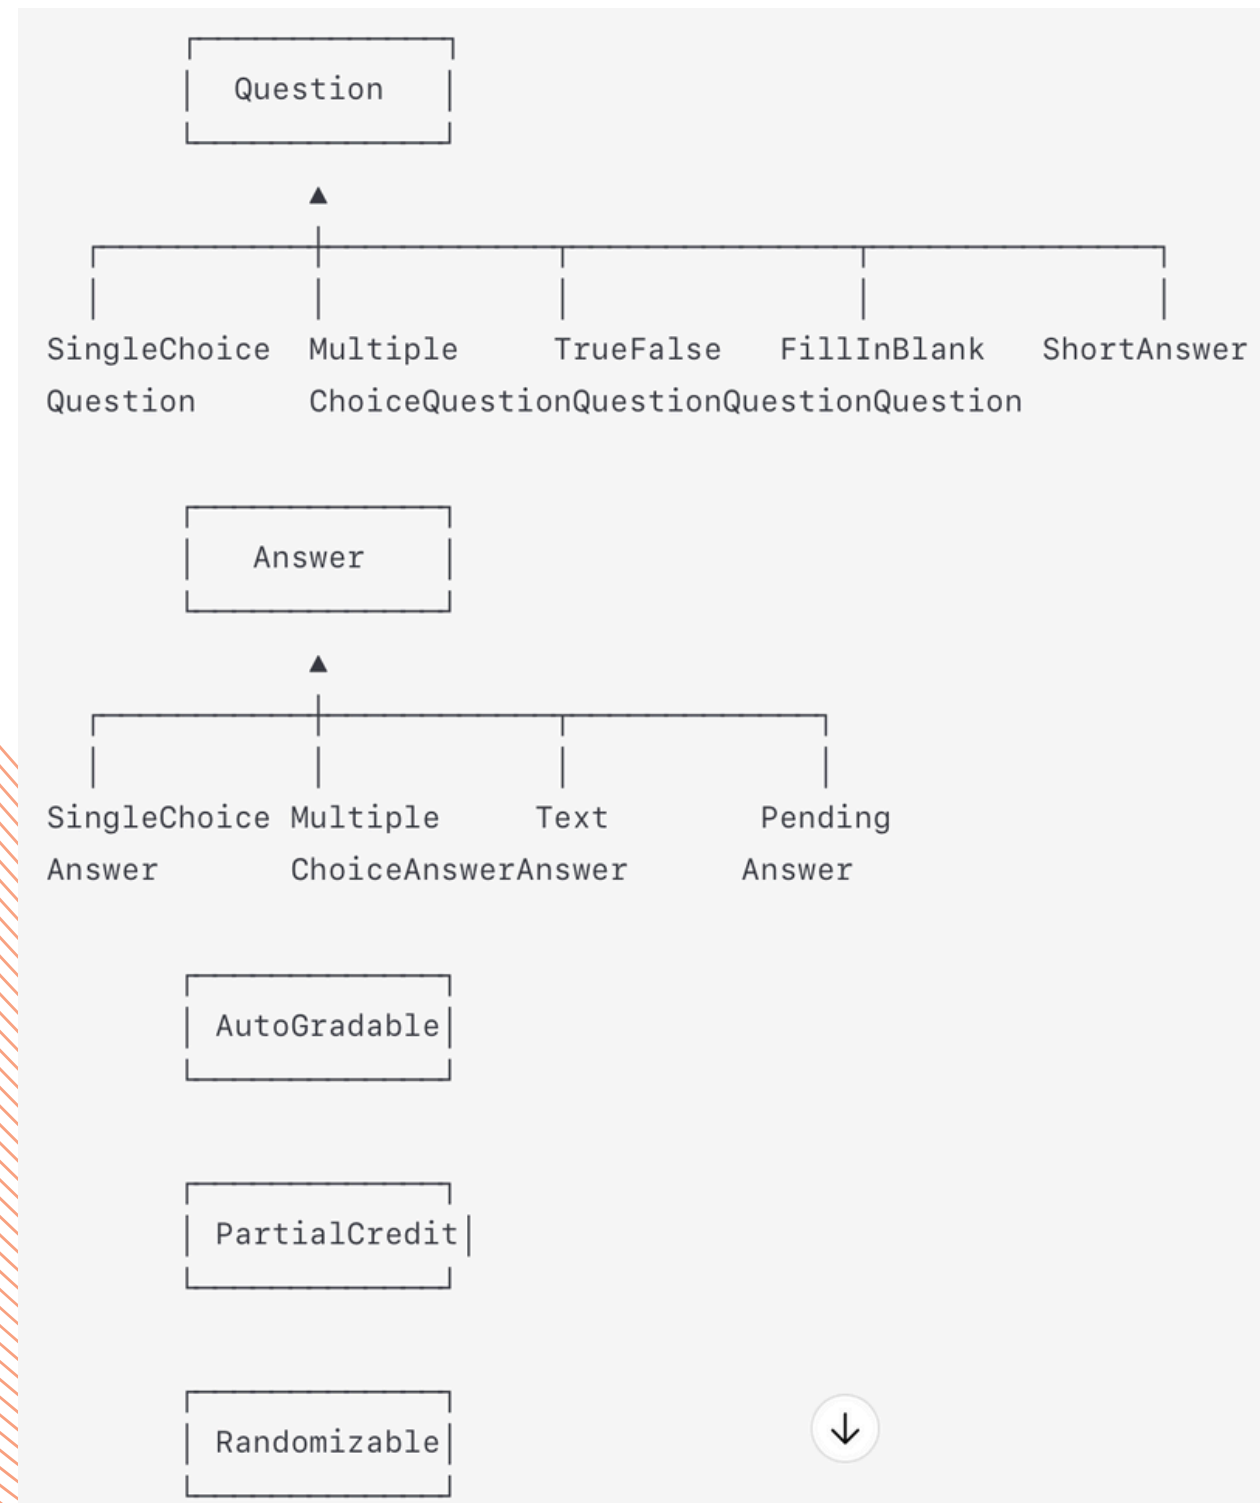 Question
SingleChoice Multiple TrueFalse FillInBlank ShortAnswer
Question ChoiceQuestionQuestionQuestionQuestion
Answer
SingleChoice Multiple Text Pending
Answer ChoiceAnswerAnswer Answer
AutoGradable
PartialCredit
Randomizable